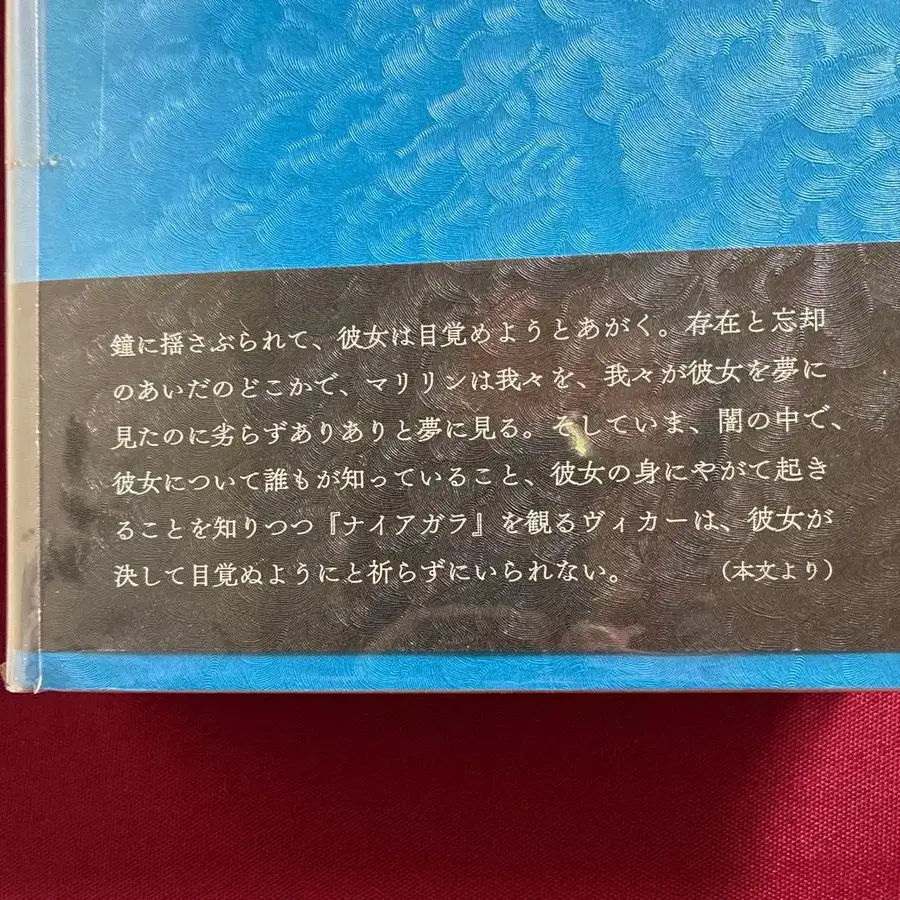 鐘に揺さぶられて、彼女は目覚めようとあがく。存在と忘却
のあいだのどこかで、マリリンは我々を、我々が彼女を夢に
見たのに劣らずありありと夢に見る。そしていま、闇の中で、
彼女について誰もが知っていること、彼女の身にやがて起き
ることを知りつつ『ナイアガラ』を観るヴィカーは、彼女が
決して目覚めぬようにと祈らずにいられない。 （本文より）